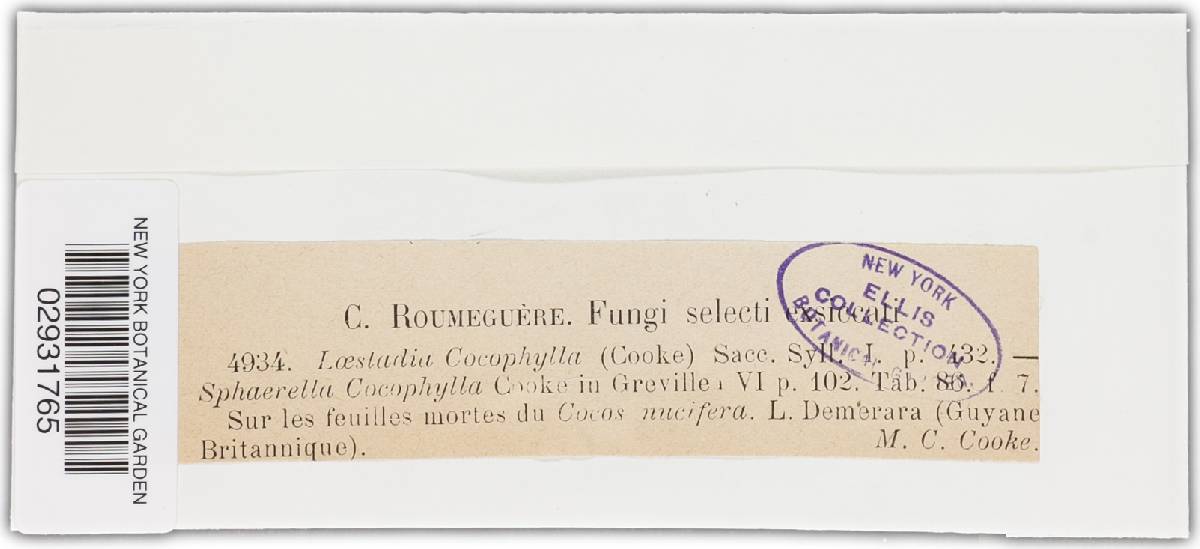 NEW YORK BOTANICAL GARDEN
02931765
NEW YORK
ELLIS
COLLECTION
BOTANICAL
C. ROUMEGUÈRE. Fungi selecti exsiccati
4934. Læstadia Cocophylla (Cooke) Sacc. Syll. I. p. 432. —
Sphaerella Cocophylla Cooke in Grevillea VI p. 102. Tab. 86, f. 7.
Sur les feuilles mortes du Cocos nucifera. L. Demerara (Guyane
Britannique). M. C. Cooke.